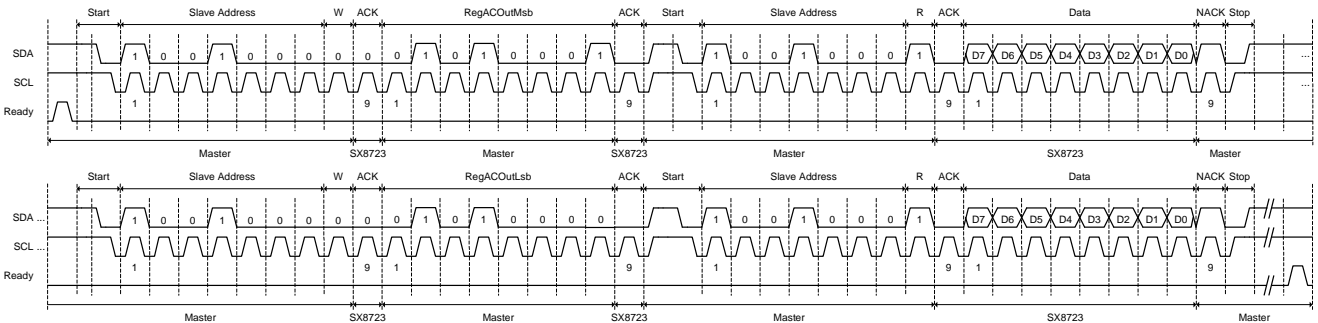 Start Slave Address W ACK RegACOutMsb ACK Start Slave Address R ACK Data NACK Stop
SDA 1 0 0 1 0 0 0 0 0 0 1 0 1 0 0 0 1 1 0 0 1 0 0 0 1 D7 D6 D5 D4 D3 D2 D1 D0 ...
SCL ...
1 9 1 9 1 9 1 9
Ready
Master SX8723 Master SX8723 Master SX8723 Master
Start Slave Address W ACK RegACOutLsb ACK Start Slave Address R ACK Data NACK Stop
SDA ... 1 0 0 1 0 0 0 0 0 0 1 0 1 0 0 0 0 1 0 0 1 0 0 0 1 D7 D6 D5 D4 D3 D2 D1 D0
SCL ...
1 9 1 9 1 9 1 9
Ready
Master SX8723 Master SX8723 Master SX8723 Master